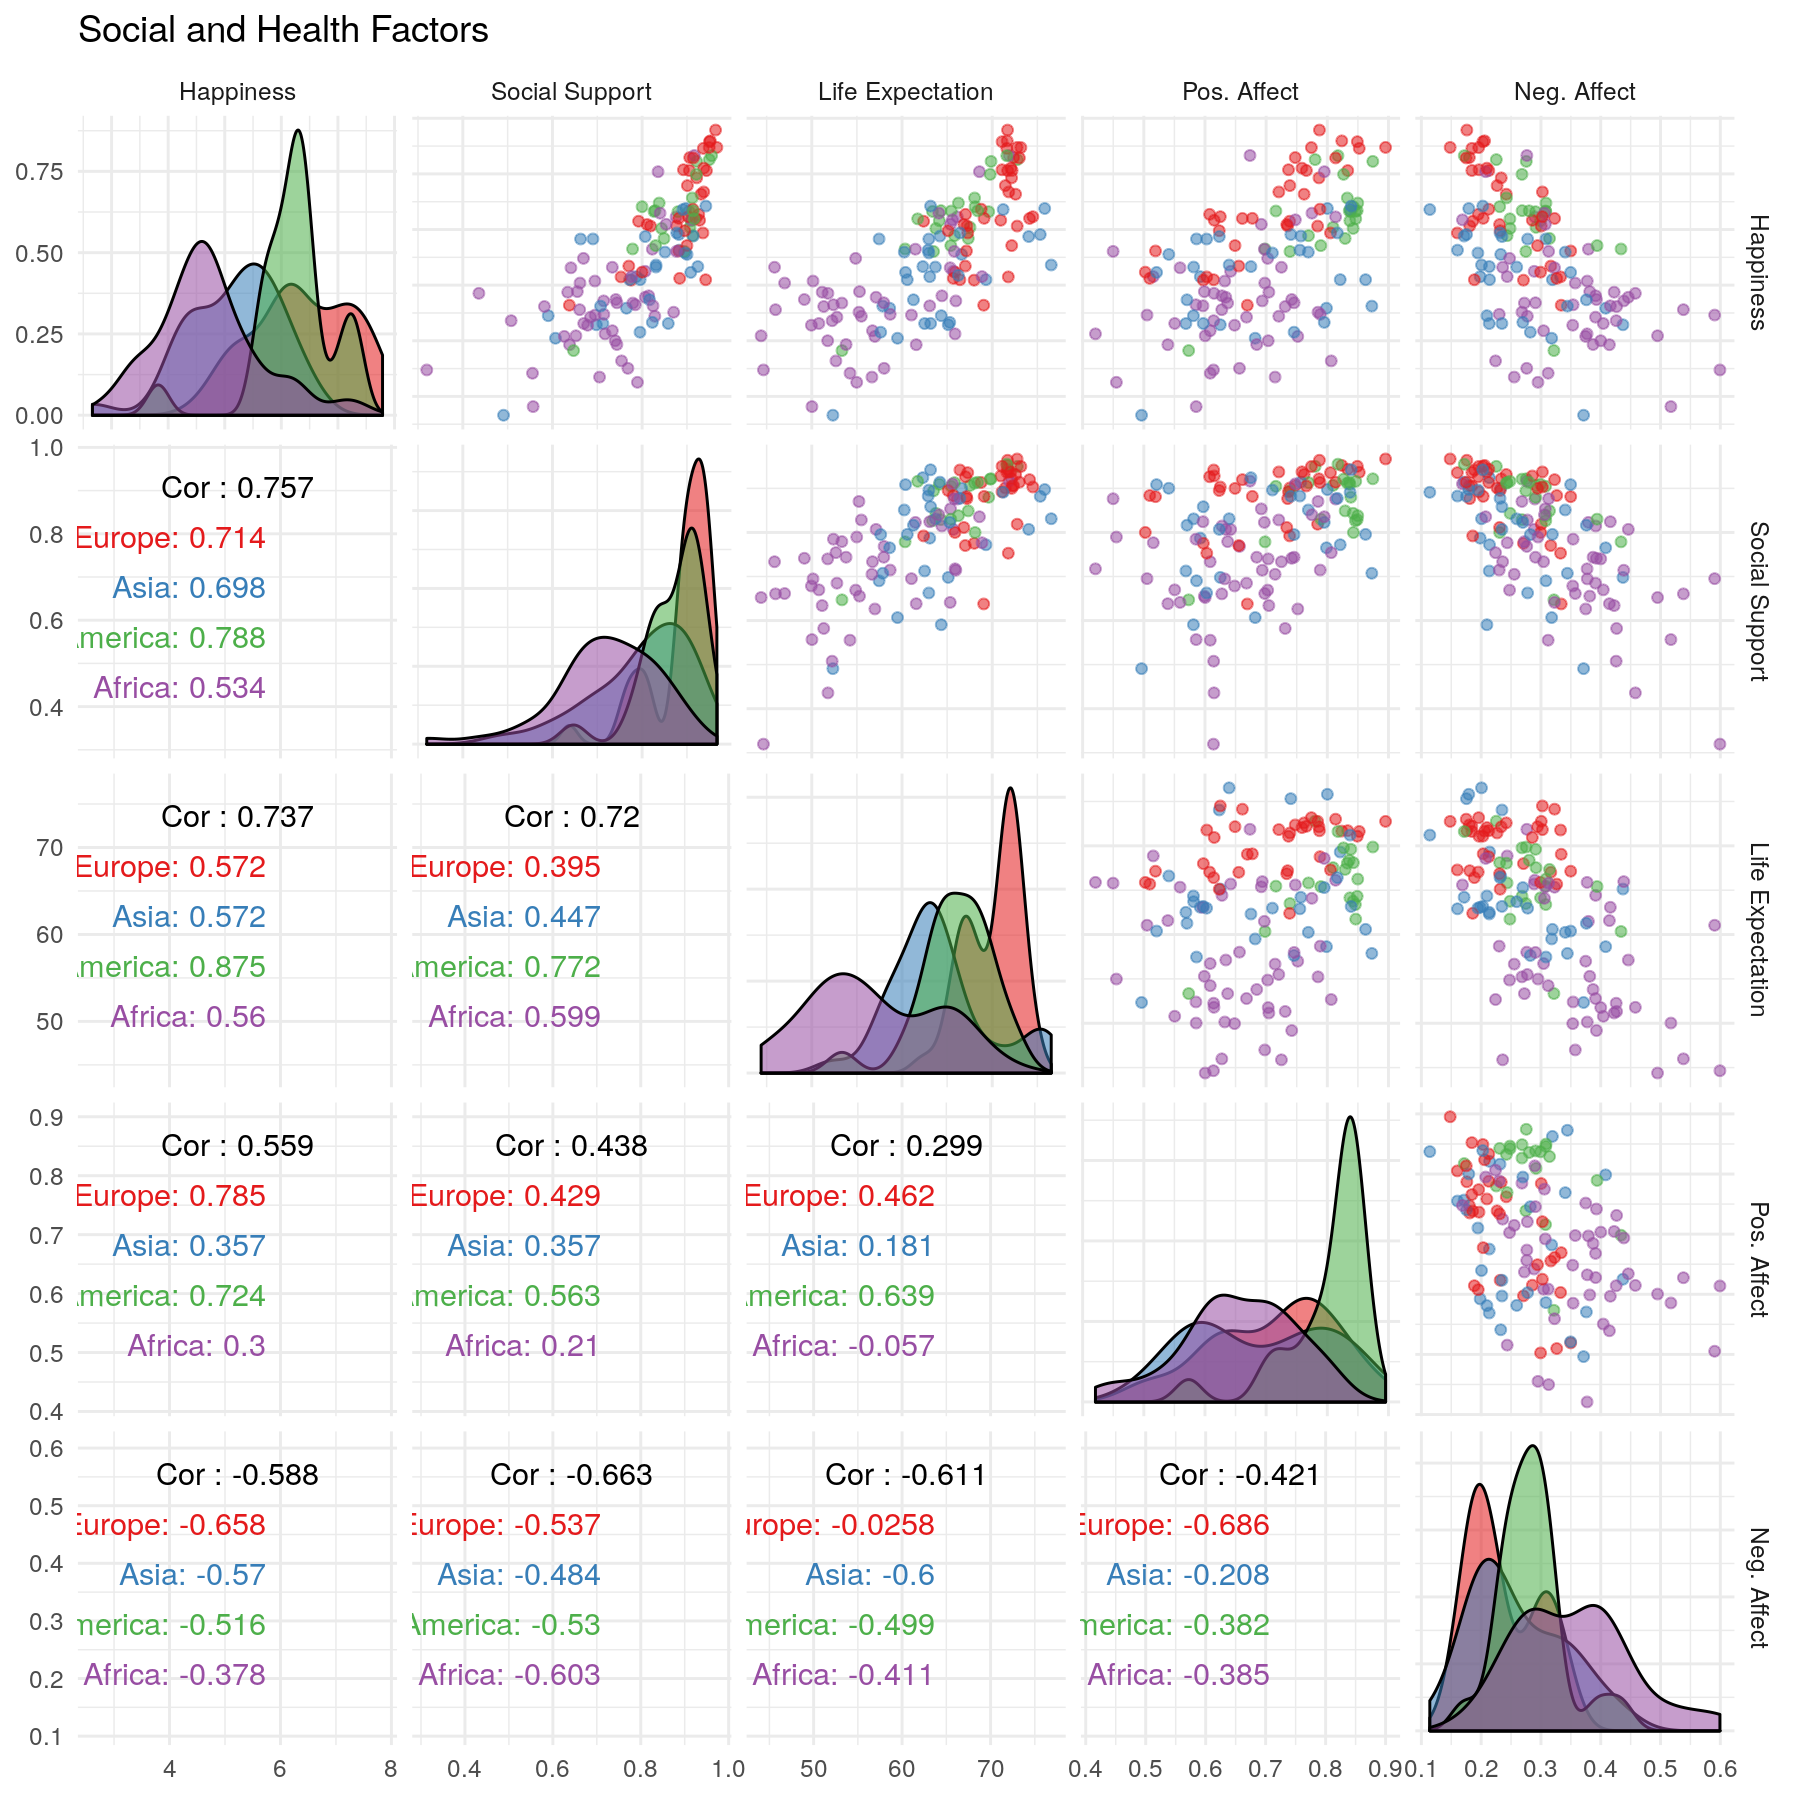 Social and Health Factors
Happiness Social Support Life Expectation Pos. Affect Neg. Affect
0.75
0.50
0.25
0.00
Happiness
1.0
0.8
0.6
0.4
Cor : 0.757
Europe: 0.714
Asia: 0.698
merica: 0.788
Africa: 0.534
Social Support
70
60
50
Cor : 0.737
Europe: 0.572
Asia: 0.572
merica: 0.875
Africa: 0.56
Cor : 0.72
Europe: 0.395
Asia: 0.447
merica: 0.772
Africa: 0.599
Life Expectation
0.9
0.8
0.7
0.6
0.5
0.4
Cor : 0.559
Europe: 0.785
Asia: 0.357
merica: 0.724
Africa: 0.3
Cor : 0.438
Europe: 0.429
Asia: 0.357
merica: 0.563
Africa: 0.21
Cor : 0.299
Europe: 0.462
Asia: 0.181
merica: 0.639
Africa: -0.057
Pos. Affect
0.6
0.5
0.4
0.3
0.2
0.1
Cor : -0.588
Europe: -0.658
Asia: -0.57
merica: -0.516
Africa: -0.378
Cor : -0.663
Europe: -0.537
Asia: -0.484
America: -0.53
Africa: -0.603
Cor : -0.611
urope: -0.0258
Asia: -0.6
merica: -0.499
Africa: -0.411
Cor : -0.421
Europe: -0.686
Asia: -0.208
merica: -0.382
Africa: -0.385
Neg. Affect
4 6 8 0.4 0.6 0.8 1.0 50 60 70 0.4 0.5 0.6 0.7 0.8 0.9 0.1 0.2 0.3 0.4 0.5 0.6